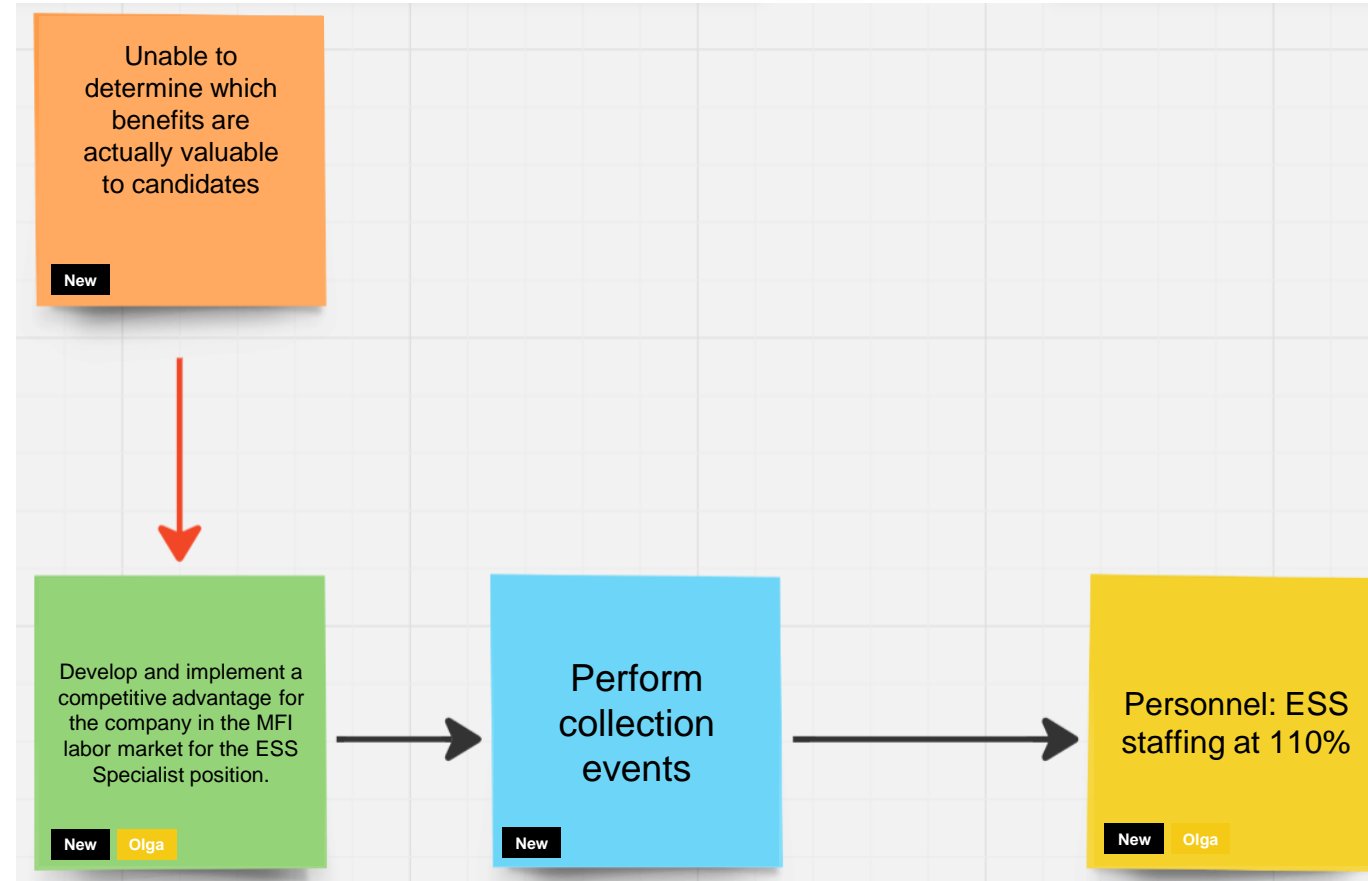 Unable to
determine which
benefits are
actually valuable
to candidates
New
Develop and implement a
competitive advantage for
the company in the MFI
labor market for the ESS
Specialist position.
New Olga
Perform
collection
events
New
Personnel: ESS
staffing at 110%
New Olga